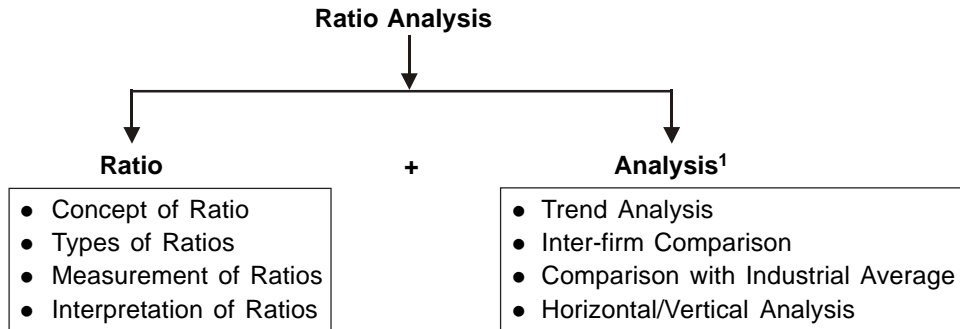 Ratio Analysis
Ratio + Analysis¹
● Concept of Ratio
● Types of Ratios
● Measurement of Ratios
● Interpretation of Ratios
● Trend Analysis
● Inter-firm Comparison
● Comparison with Industrial Average
● Horizontal/Vertical Analysis